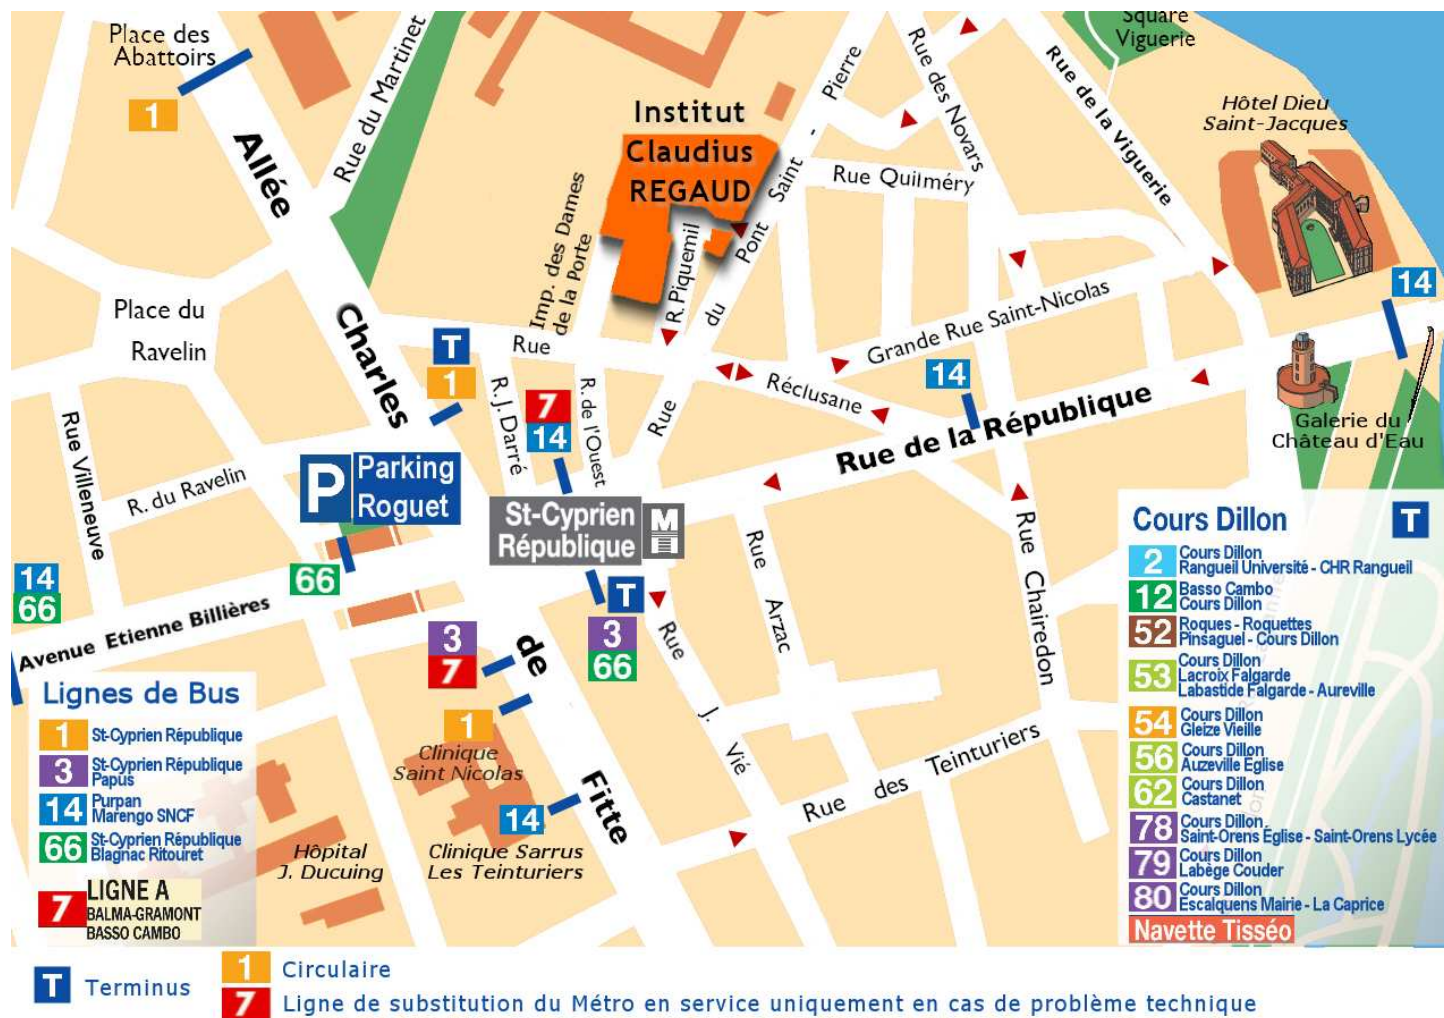 Place des
Abattoirs
1
Allée
Charles
de
Fitte
Rue du Martinet
Institut
Claudius
REGAUD
Imp. des Dames
de la Porte
R. Piquemil
Rue
du
Pont
Saint
-
Pierre
Rue des Novars
Rue Quilméry
Square
Viguerie
Rue de la Viguerie
Hôtel Dieu
Saint-Jacques
14
Place du
Ravelin
T
1
Rue
Réclusane
Grande Rue Saint-Nicolas
14
Rue de la République
Galerie du
Château d'Eau
7
14
R. J. Darré
R. de l'Ouest
Rue Villeneuve
R. du Ravelin
P
Parking
Roguet
St-Cyprien
République
M
66
14
66
Avenue Etienne Billières
3
7
T
3
66
Rue
J.
Vié
Rue
Arzac
Rue
Chairedon
Rue des Teinturiers
1
Clinique
Saint Nicolas
14
Clinique Sarrus
Les Teinturiers
Hôpital
J. Ducuing
Lignes de Bus
1 St-Cyprien République
3 St-Cyprien République
Papus
14 Purpan
Marengo SNCF
66 St-Cyprien République
Blagnac Ritouret
7 LIGNE A
BALMA-GRAMONT
BASSO CAMBO
Cours Dillon T
2 Cours Dillon
Rangueil Université - CHR Rangueil
12 Basso Cambo
Cours Dillon
52 Roques - Roquettes
Pinsaguel - Cours Dillon
53 Cours Dillon
Lacroix Falgarde
Labastide Falgarde - Aureville
54 Cours Dillon
Gleize Vieille
56 Cours Dillon
Auzeville Église
62 Cours Dillon
Castanet
78 Cours Dillon
Saint-Orens Église - Saint-Orens Lycée
79 Cours Dillon
Labège Couder
80 Cours Dillon
Escalquens Mairie - La Caprice
Navette Tisséo
T Terminus
1 Circulaire
7 Ligne de substitution du Métro en service uniquement en cas de problème technique